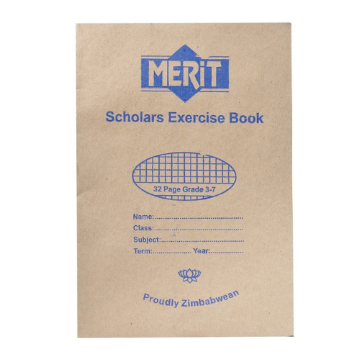 MERiT
Scholars Exercise Book
32 Page Grade 3-7
Name:..............................
Class:..............................
Subject:............................
Term:.............. Year:............
Proudly Zimbabwean